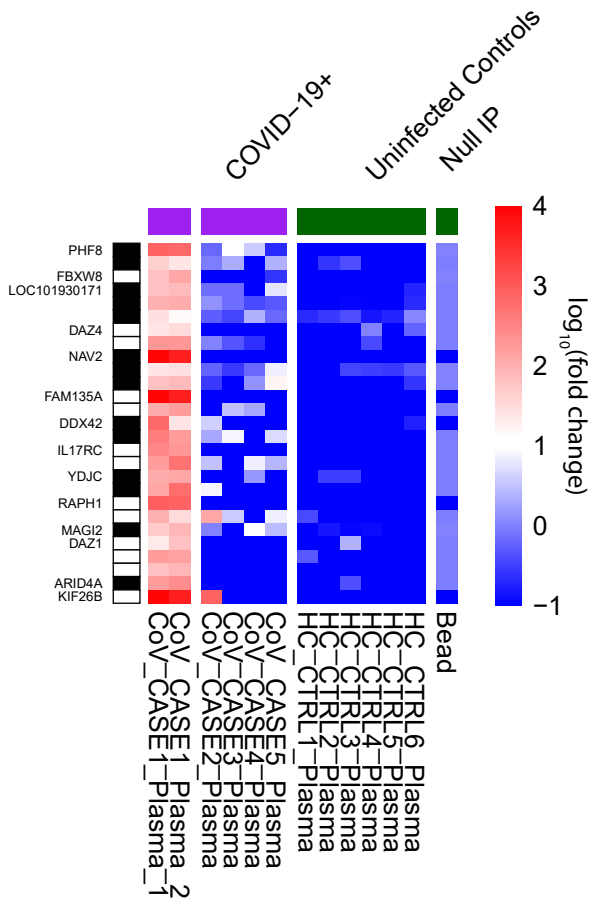 COVID−19+
Uninfected Controls
Null IP
PHF8
FBXW8
LOC101930171
DAZ4
NAV2
FAM135A
DDX42
IL17RC
YDJC
RAPH1
MAGI2
DAZ1
ARID4A
KIF26B
4
3
2
1
0
−1
log10(fold change)
CoV_CASE1_Plasma_1
CoV_CASE1_Plasma_2
CoV_CASE2_Plasma
CoV_CASE3_Plasma
CoV_CASE4_Plasma
CoV_CASE5_Plasma
HC_CTRL1_Plasma
HC_CTRL2_Plasma
HC_CTRL3_Plasma
HC_CTRL4_Plasma
HC_CTRL5_Plasma
HC_CTRL6_Plasma
Bead